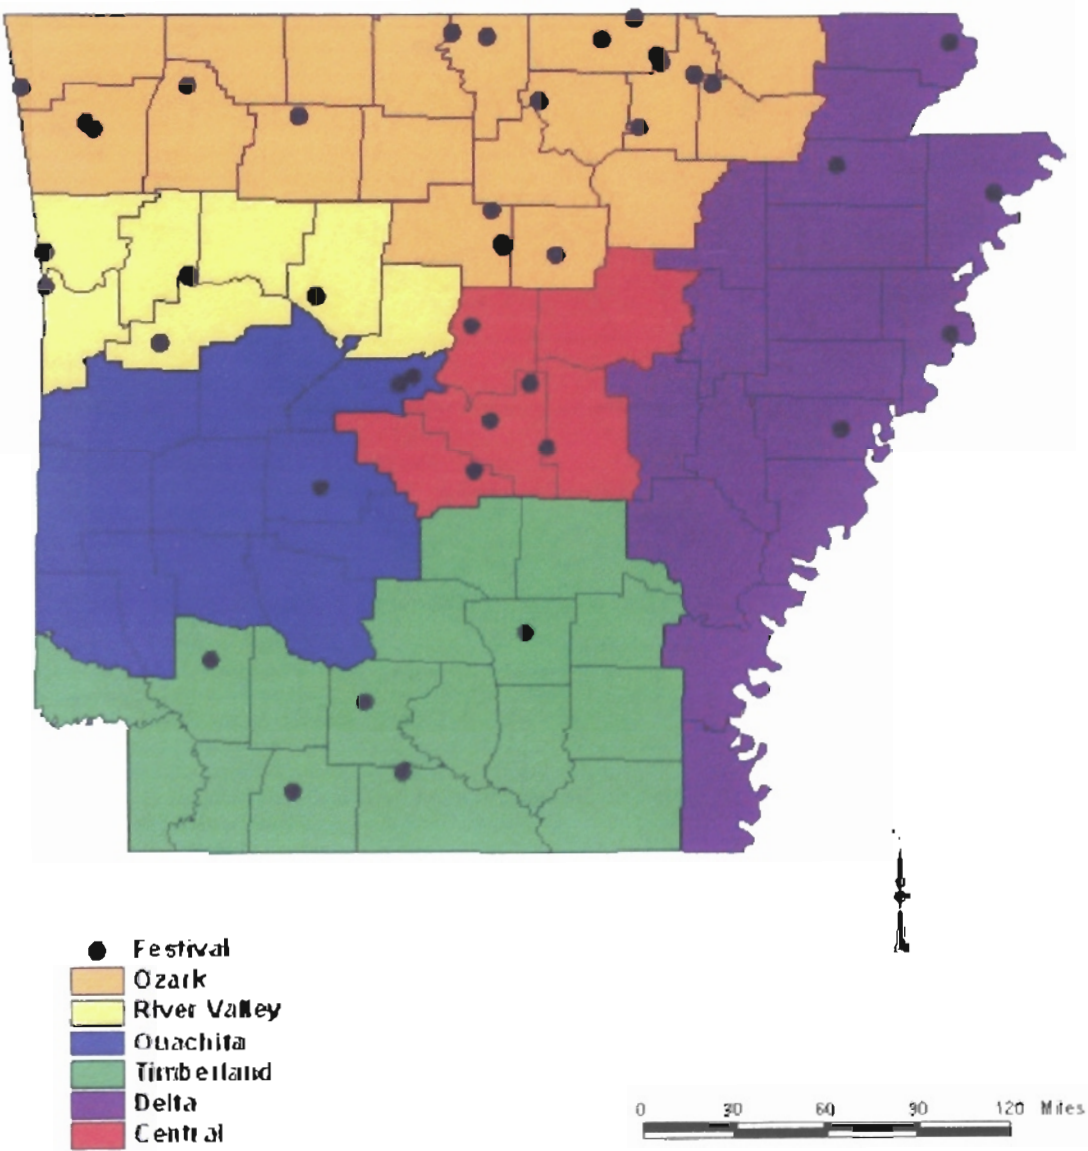 Festival
Ozark
River Valley
Ouachita
Timberland
Delta
Central
0 30 60 90 120 Miles